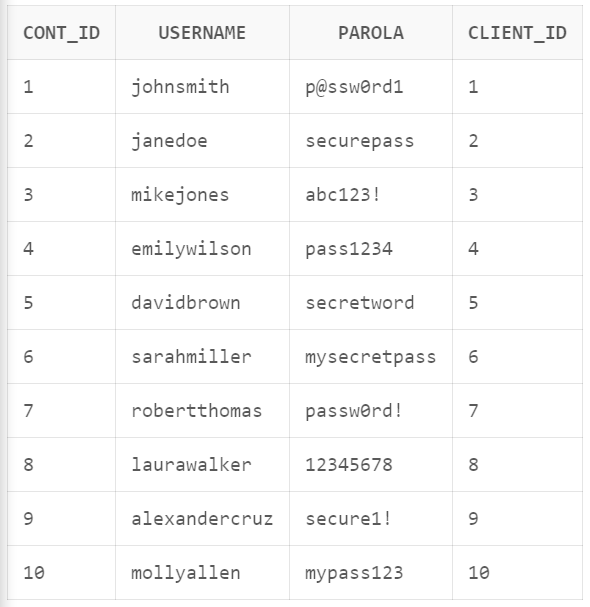 CONT_ID USERNAME PAROLA CLIENT_ID
1 johnsmith p@ssw0rd1 1
2 janedoe securepass 2
3 mikejones abc123! 3
4 emilywilson pass1234 4
5 davidbrown secretword 5
6 sarahmiller mysecretpass 6
7 robertthomas passw0rd! 7
8 laurawalker 12345678 8
9 alexandercruz secure1! 9
10 mollyallen mypass123 10